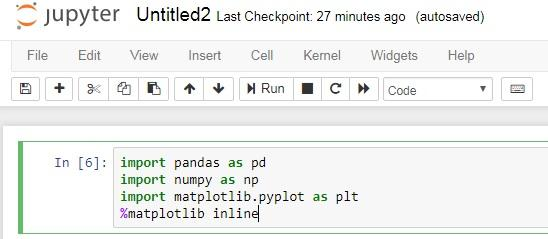 jupyter Untitled2 Last Checkpoint: 27 minutes ago (autosaved)
File Edit View Insert Cell Kernel Widgets Help
Run Code
In [6]: import pandas as pd
import numpy as np
import matplotlib.pyplot as plt
%matplotlib inline